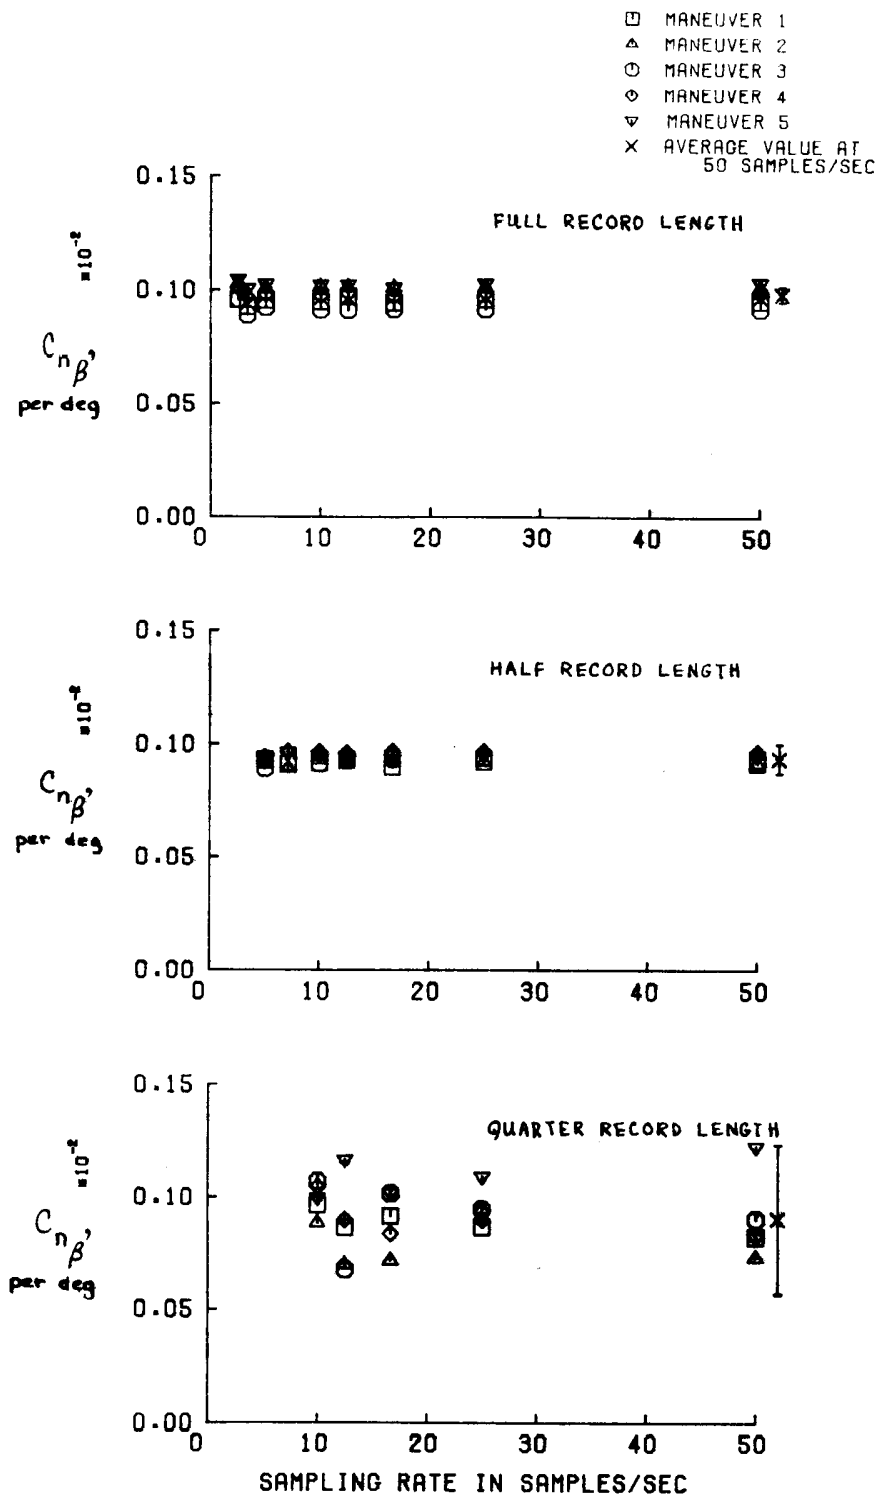 MANEUVER 1
MANEUVER 2
MANEUVER 3
MANEUVER 4
MANEUVER 5
AVERAGE VALUE AT
50 SAMPLES/SEC
0.15
FULL RECORD LENGTH
×10⁻²
0.10
Cnβ,
per deg
0.05
0.00
0 10 20 30 40 50
0.15
HALF RECORD LENGTH
×10⁻²
0.10
Cnβ,
per deg
0.05
0.00
0 10 20 30 40 50
0.15
QUARTER RECORD LENGTH
×10⁻²
0.10
Cnβ,
per deg
0.05
0.00
0 10 20 30 40 50
SAMPLING RATE IN SAMPLES/SEC